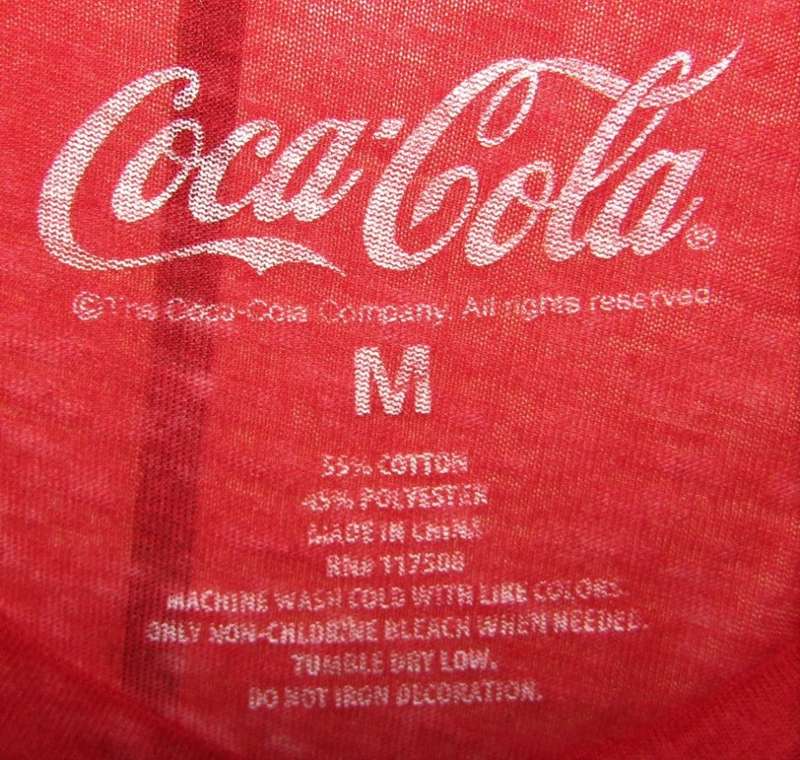 Coca-Cola®
©The Coca-Cola Company. All rights reserved.
M
55% COTTON
45% POLYESTER
MADE IN CHINA
RN# 117508
MACHINE WASH COLD WITH LIKE COLORS.
ONLY NON-CHLORINE BLEACH WHEN NEEDED.
TUMBLE DRY LOW.
DO NOT IRON DECORATION.